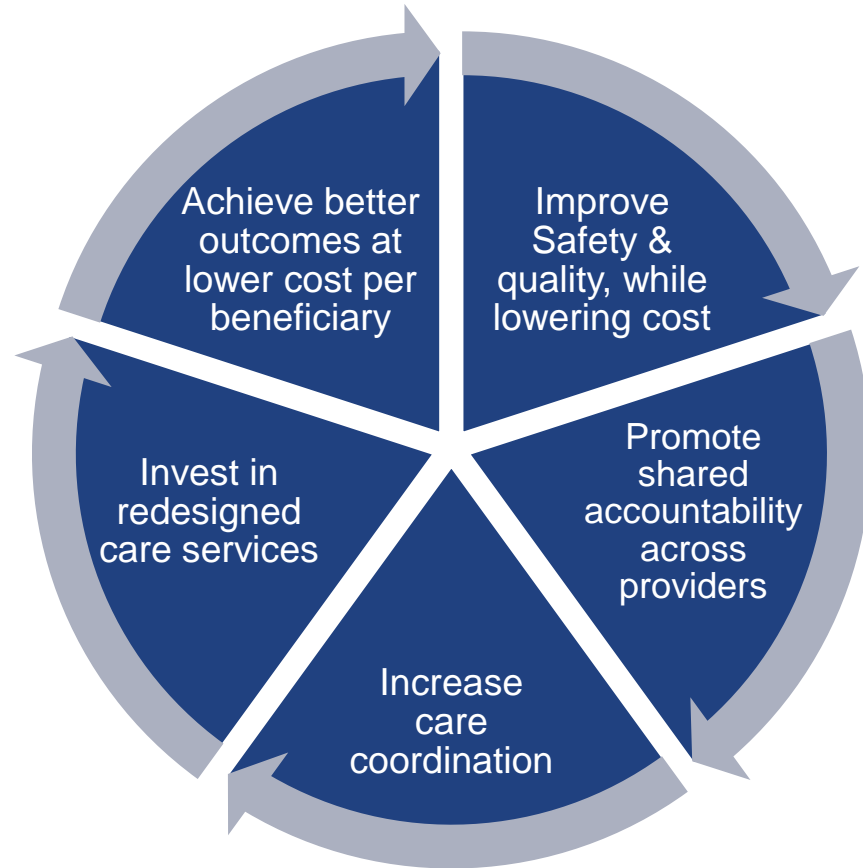 Achieve better
outcomes at
lower cost per
beneficiary
Improve
Safety &
quality, while
lowering cost
Promote
shared
accountability
across
providers
Increase
care
coordination
Invest in
redesigned
care services